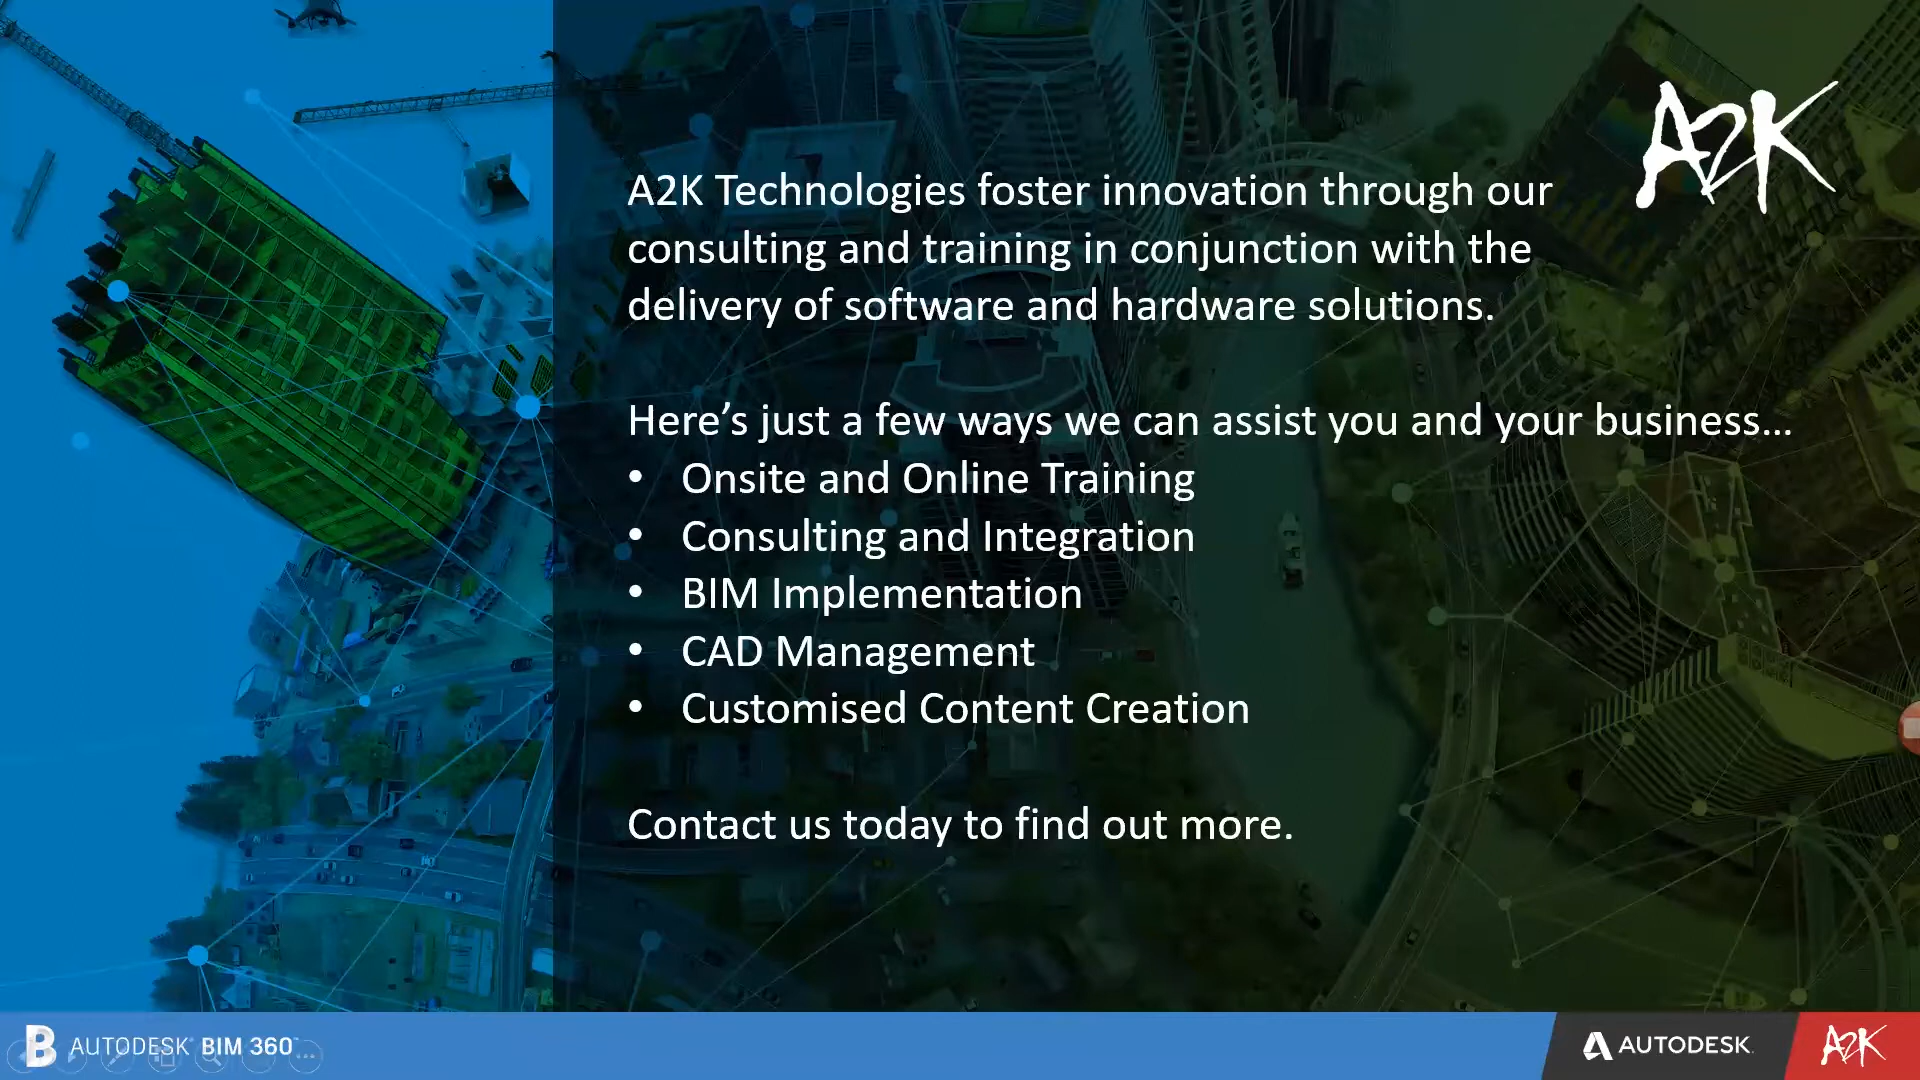 A2K
A2K Technologies foster innovation through our
consulting and training in conjunction with the
delivery of software and hardware solutions.
Here’s just a few ways we can assist you and your business...
• Onsite and Online Training
• Consulting and Integration
• BIM Implementation
• CAD Management
• Customised Content Creation
Contact us today to find out more.
B AUTODESK® BIM 360™
AUTODESK.
A2K